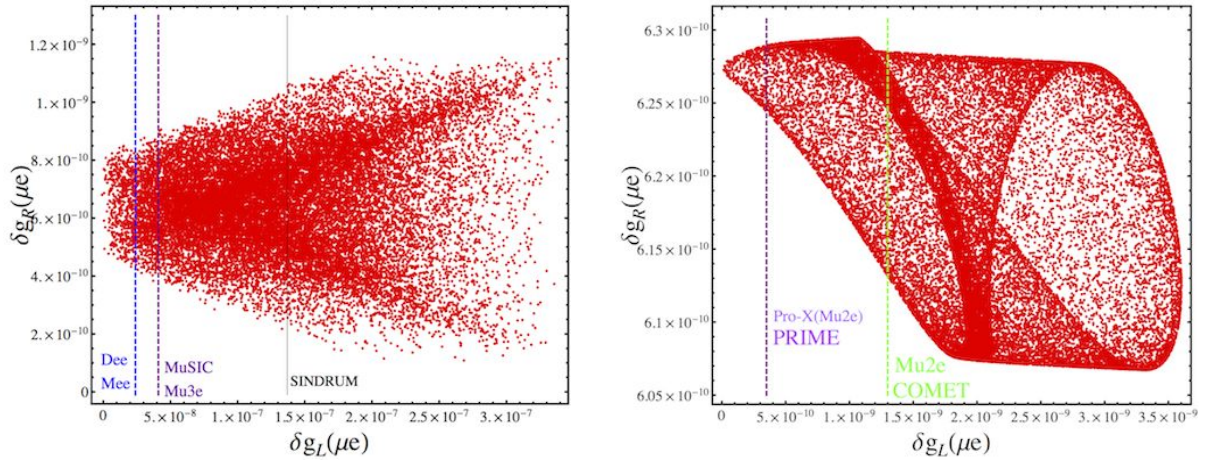 1.2×10⁻⁹
1.×10⁻⁹
8.×10⁻¹⁰
6.×10⁻¹⁰
4.×10⁻¹⁰
2.×10⁻¹⁰
0
δg_R(μe)
Dee
Mee
MuSIC
Mu3e
SINDRUM
0 5.×10⁻⁸ 1.×10⁻⁷ 1.5×10⁻⁷ 2.×10⁻⁷ 2.5×10⁻⁷ 3.×10⁻⁷
δg_L(μe)
6.3×10⁻¹⁰
6.25×10⁻¹⁰
6.2×10⁻¹⁰
6.15×10⁻¹⁰
6.1×10⁻¹⁰
6.05×10⁻¹⁰
δg_R(μe)
Pro-X(Mu2e)
PRIME
Mu2e
COMET
0 5.×10⁻¹⁰ 1.×10⁻⁹ 1.5×10⁻⁹ 2.×10⁻⁹ 2.5×10⁻⁹ 3.×10⁻⁹ 3.5×10⁻⁹
δg_L(μe)